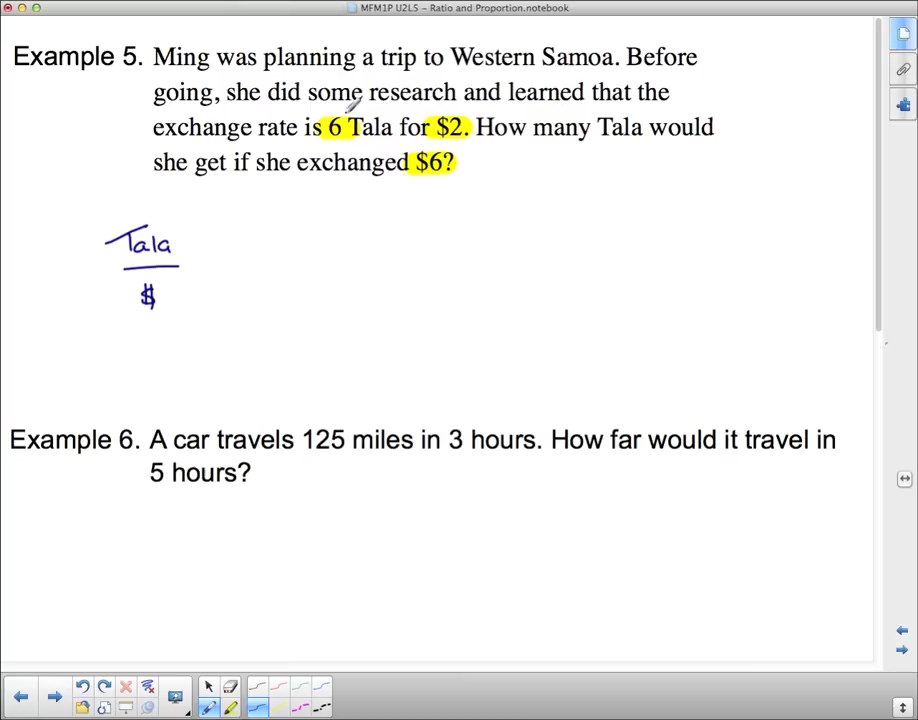 MFM1P U2L5 – Ratio and Proportion.notebook
Example 5. Ming was planning a trip to Western Samoa. Before
going, she did some research and learned that the
exchange rate is 6 Tala for $2. How many Tala would
she get if she exchanged $6?
Tala
$
Example 6. A car travels 125 miles in 3 hours. How far would it travel in
5 hours?